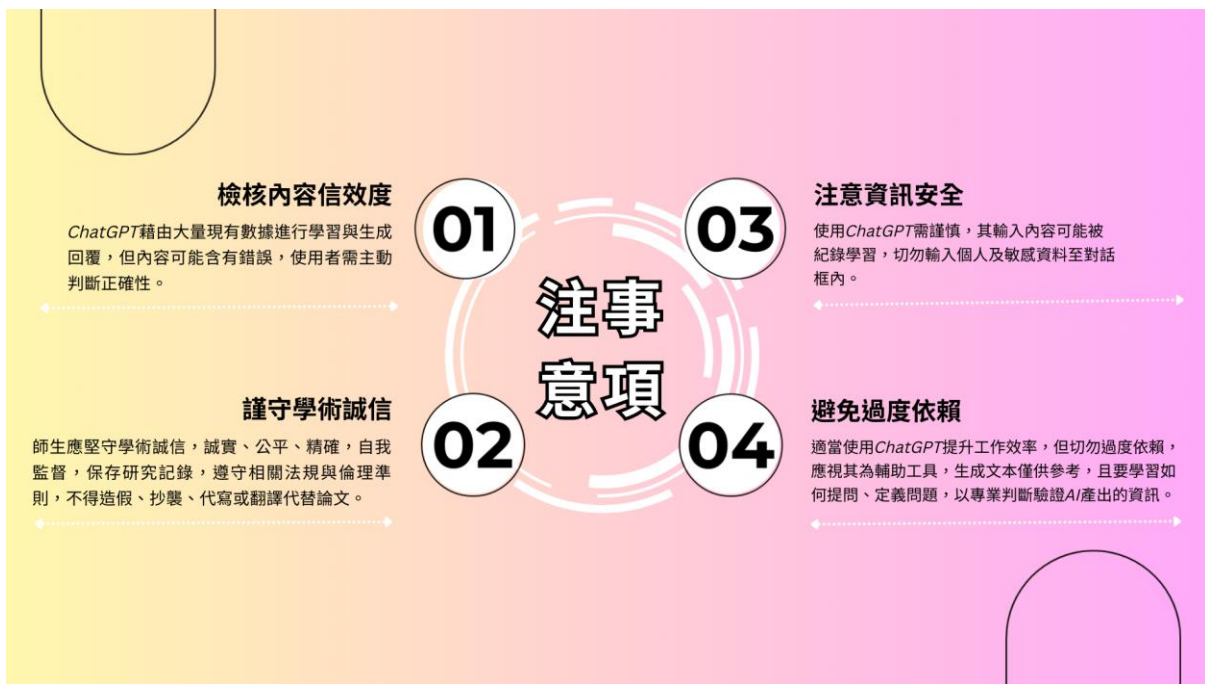 注事
意項
01
檢核內容信效度
ChatGPT藉由大量現有數據進行學習與生成
回覆，但內容可能含有錯誤，使用者需主動
判斷正確性。
02
謹守學術誠信
師生應堅守學術誠信，誠實、公平、精確，自我
監督，保存研究記錄，遵守相關法規與倫理準
則，不得造假、抄襲、代寫或翻譯代替論文。
03
注意資訊安全
使用ChatGPT需謹慎，其輸入內容可能被
紀錄學習，切勿輸入個人及敏感資料至對話
框內。
04
避免過度依賴
適當使用ChatGPT提升工作效率，但切勿過度依賴，
應視其為輔助工具，生成文本僅供參考，且要學習如
何提問、定義問題，以專業判斷驗證AI產出的資訊。